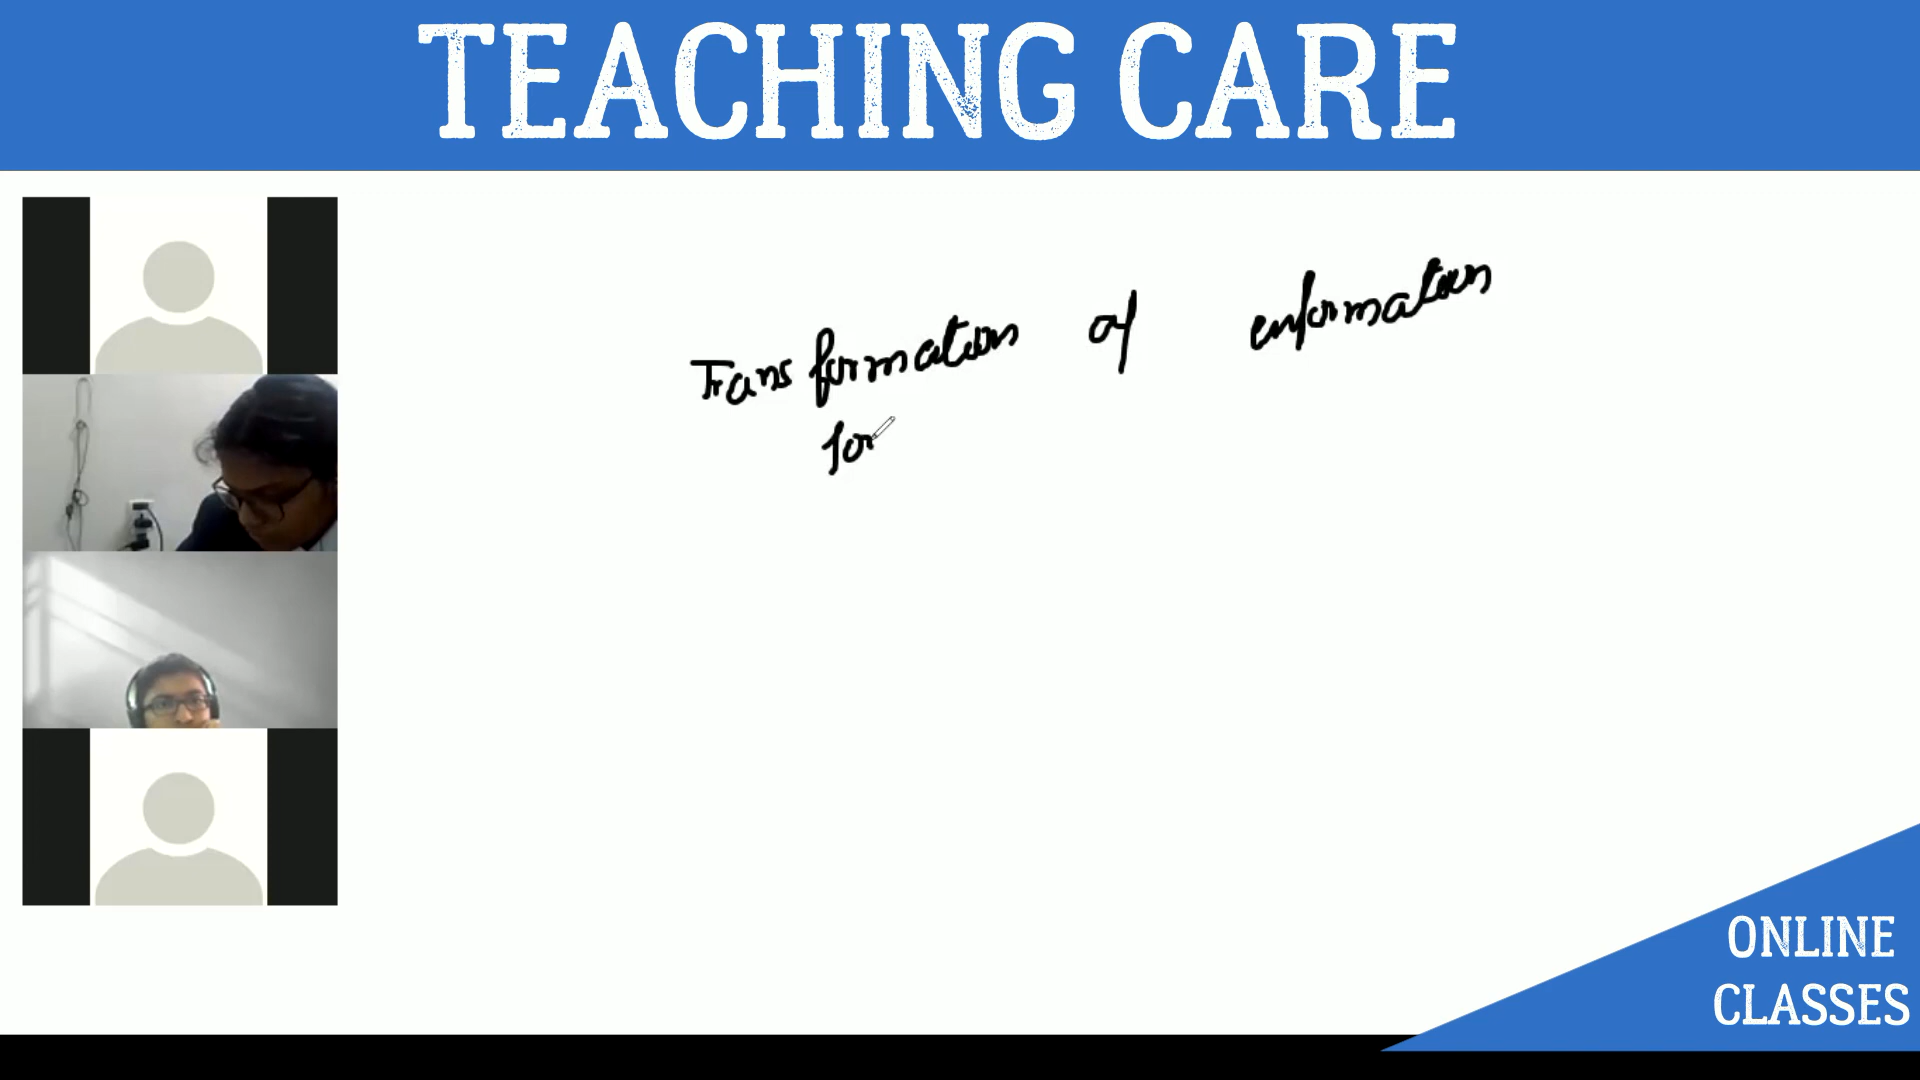 TEACHING CARE
Transformation of information
for
ONLINE
CLASSES